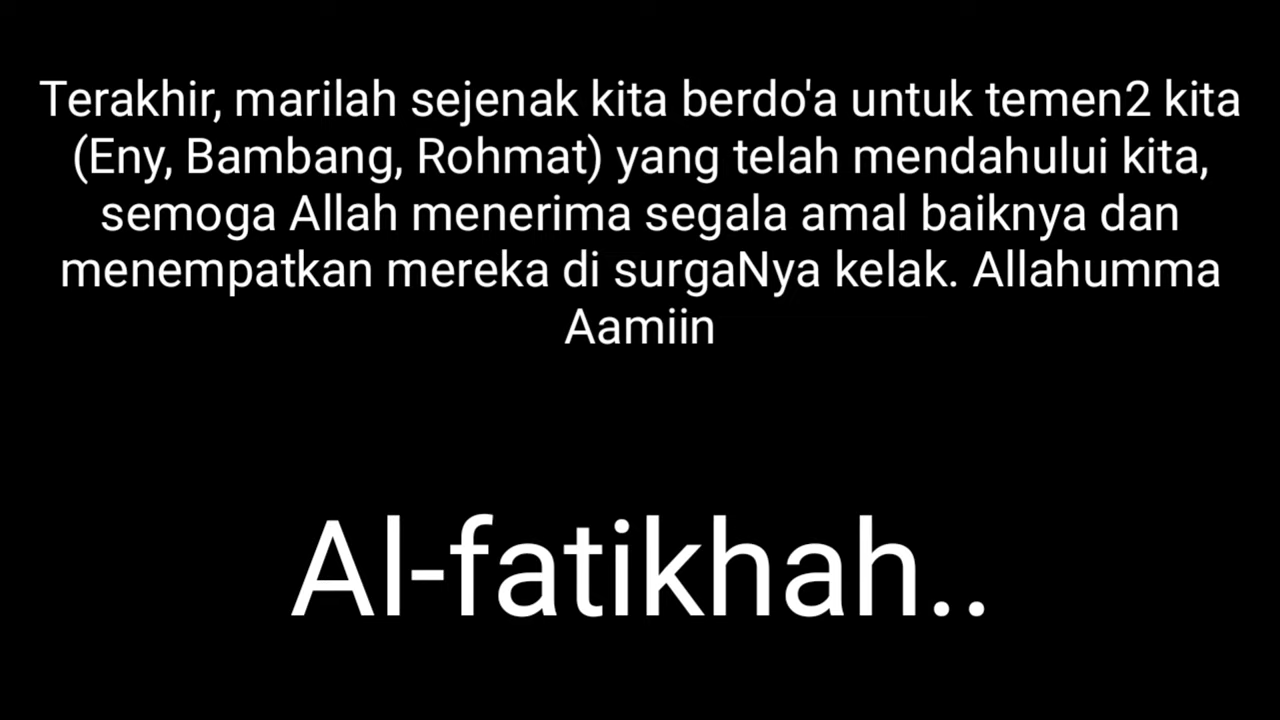 Terakhir, marilah sejenak kita berdo'a untuk temen2 kita
(Eny, Bambang, Rohmat) yang telah mendahului kita,
semoga Allah menerima segala amal baiknya dan
menempatkan mereka di surgaNya kelak. Allahumma
Aamiin
Al-fatikhah..